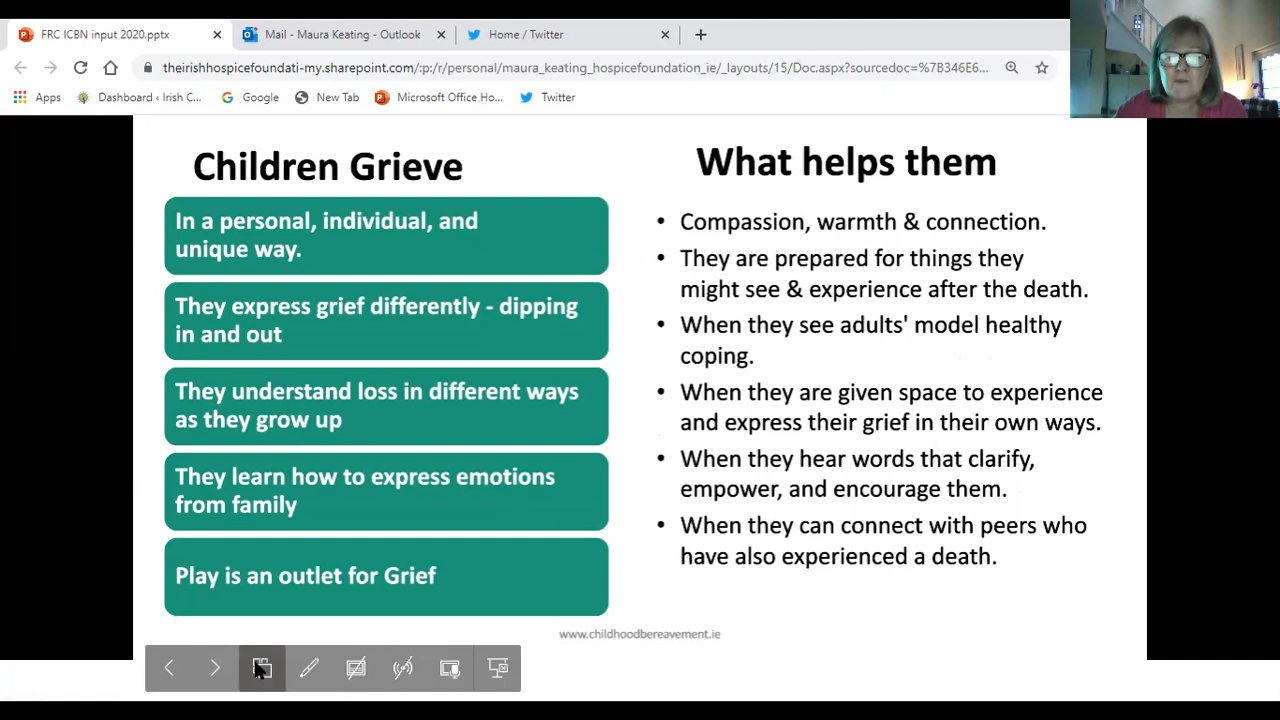 FRC ICBN input 2020.pptx
Mail - Maura Keating - Outlook
Home / Twitter
theirishhospicefoundati-my.sharepoint.com/:p:/r/personal/maura_keating_hospicefoundation_ie/_layouts/15/Doc.aspx?sourcedoc=%7B346E6...
Apps
Dashboard ‹ Irish C...
Google
New Tab
Microsoft Office Ho...
Twitter
Children Grieve
In a personal, individual, and
unique way.
They express grief differently - dipping
in and out
They understand loss in different ways
as they grow up
They learn how to express emotions
from family
Play is an outlet for Grief
What helps them
• Compassion, warmth & connection.
• They are prepared for things they
might see & experience after the death.
• When they see adults' model healthy
coping.
• When they are given space to experience
and express their grief in their own ways.
• When they hear words that clarify,
empower, and encourage them.
• When they can connect with peers who
have also experienced a death.
www.childhoodbereavement.ie